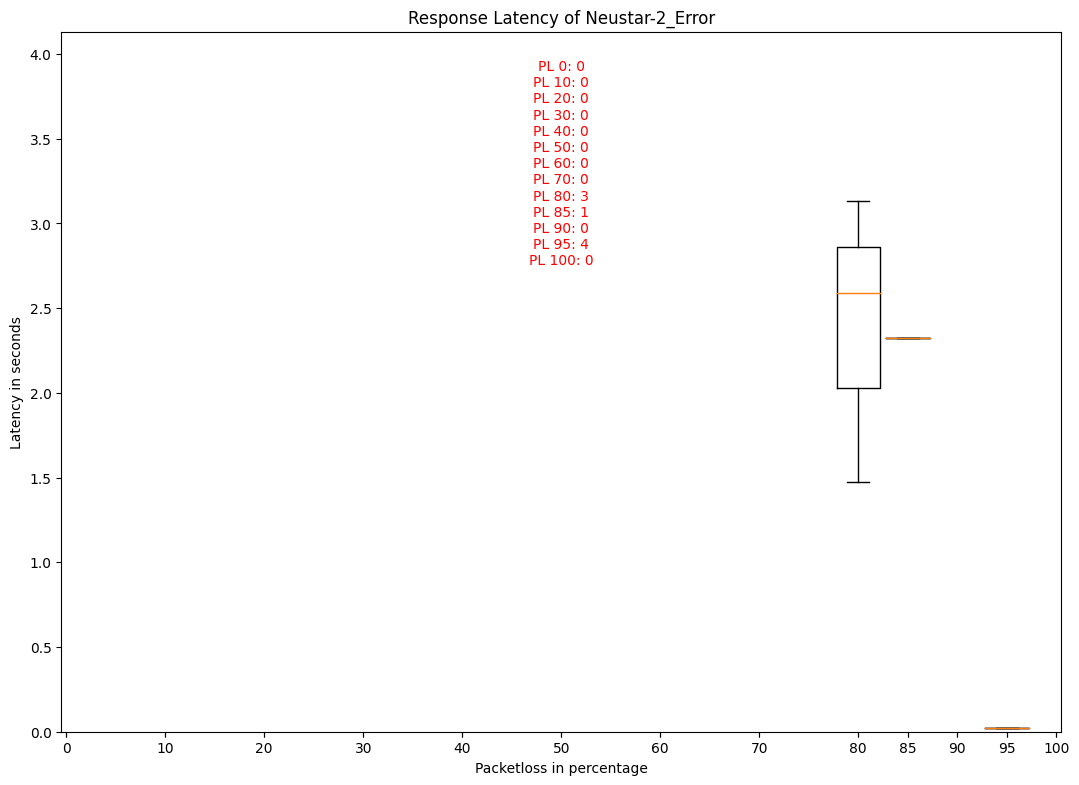 Response Latency of Neustar-2_Error
4.0
3.5
3.0
2.5
2.0
1.5
1.0
0.5
0.0
Latency in seconds
PL 0: 0
PL 10: 0
PL 20: 0
PL 30: 0
PL 40: 0
PL 50: 0
PL 60: 0
PL 70: 0
PL 80: 3
PL 85: 1
PL 90: 0
PL 95: 4
PL 100: 0
0 10 20 30 40 50 60 70 80 85 90 95 100
Packetloss in percentage